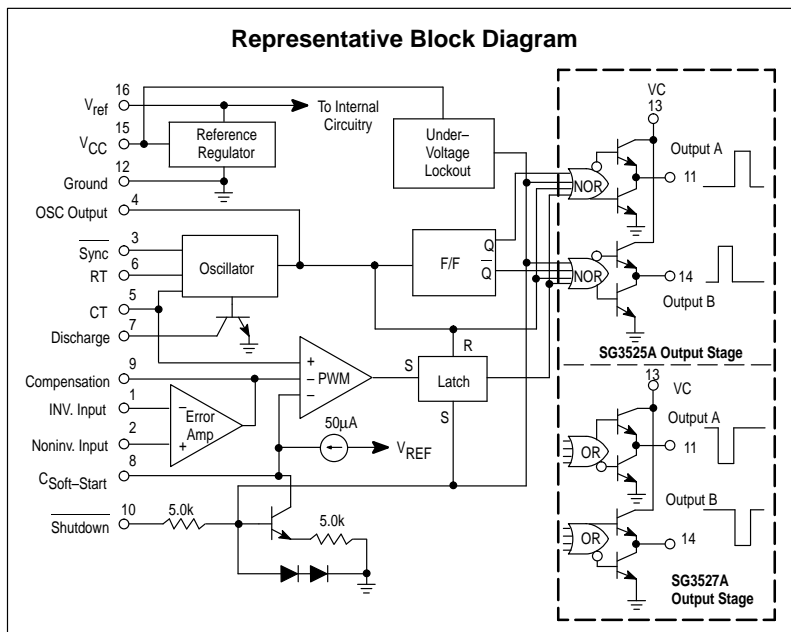 Representative Block Diagram
16
Vref
To Internal
Circuitry
15
VCC
Reference
Regulator
Under–
Voltage
Lockout
12
Ground
4
OSC Output
3
Sync
6
RT
Oscillator
5
CT
7
Discharge
F/F
Q
Q
NOR
NOR
VC
13
Output A
11
14
Output B
SG3525A Output Stage
9
Compensation
1
INV. Input
2
Noninv. Input
Error
Amp
+
–
–
PWM
–
+
S
R
Latch
S
8
CSoft–Start
50µA
VREF
10
Shutdown
5.0k
5.0k
13
VC
Output A
OR
11
Output B
OR
14
SG3527A
Output Stage